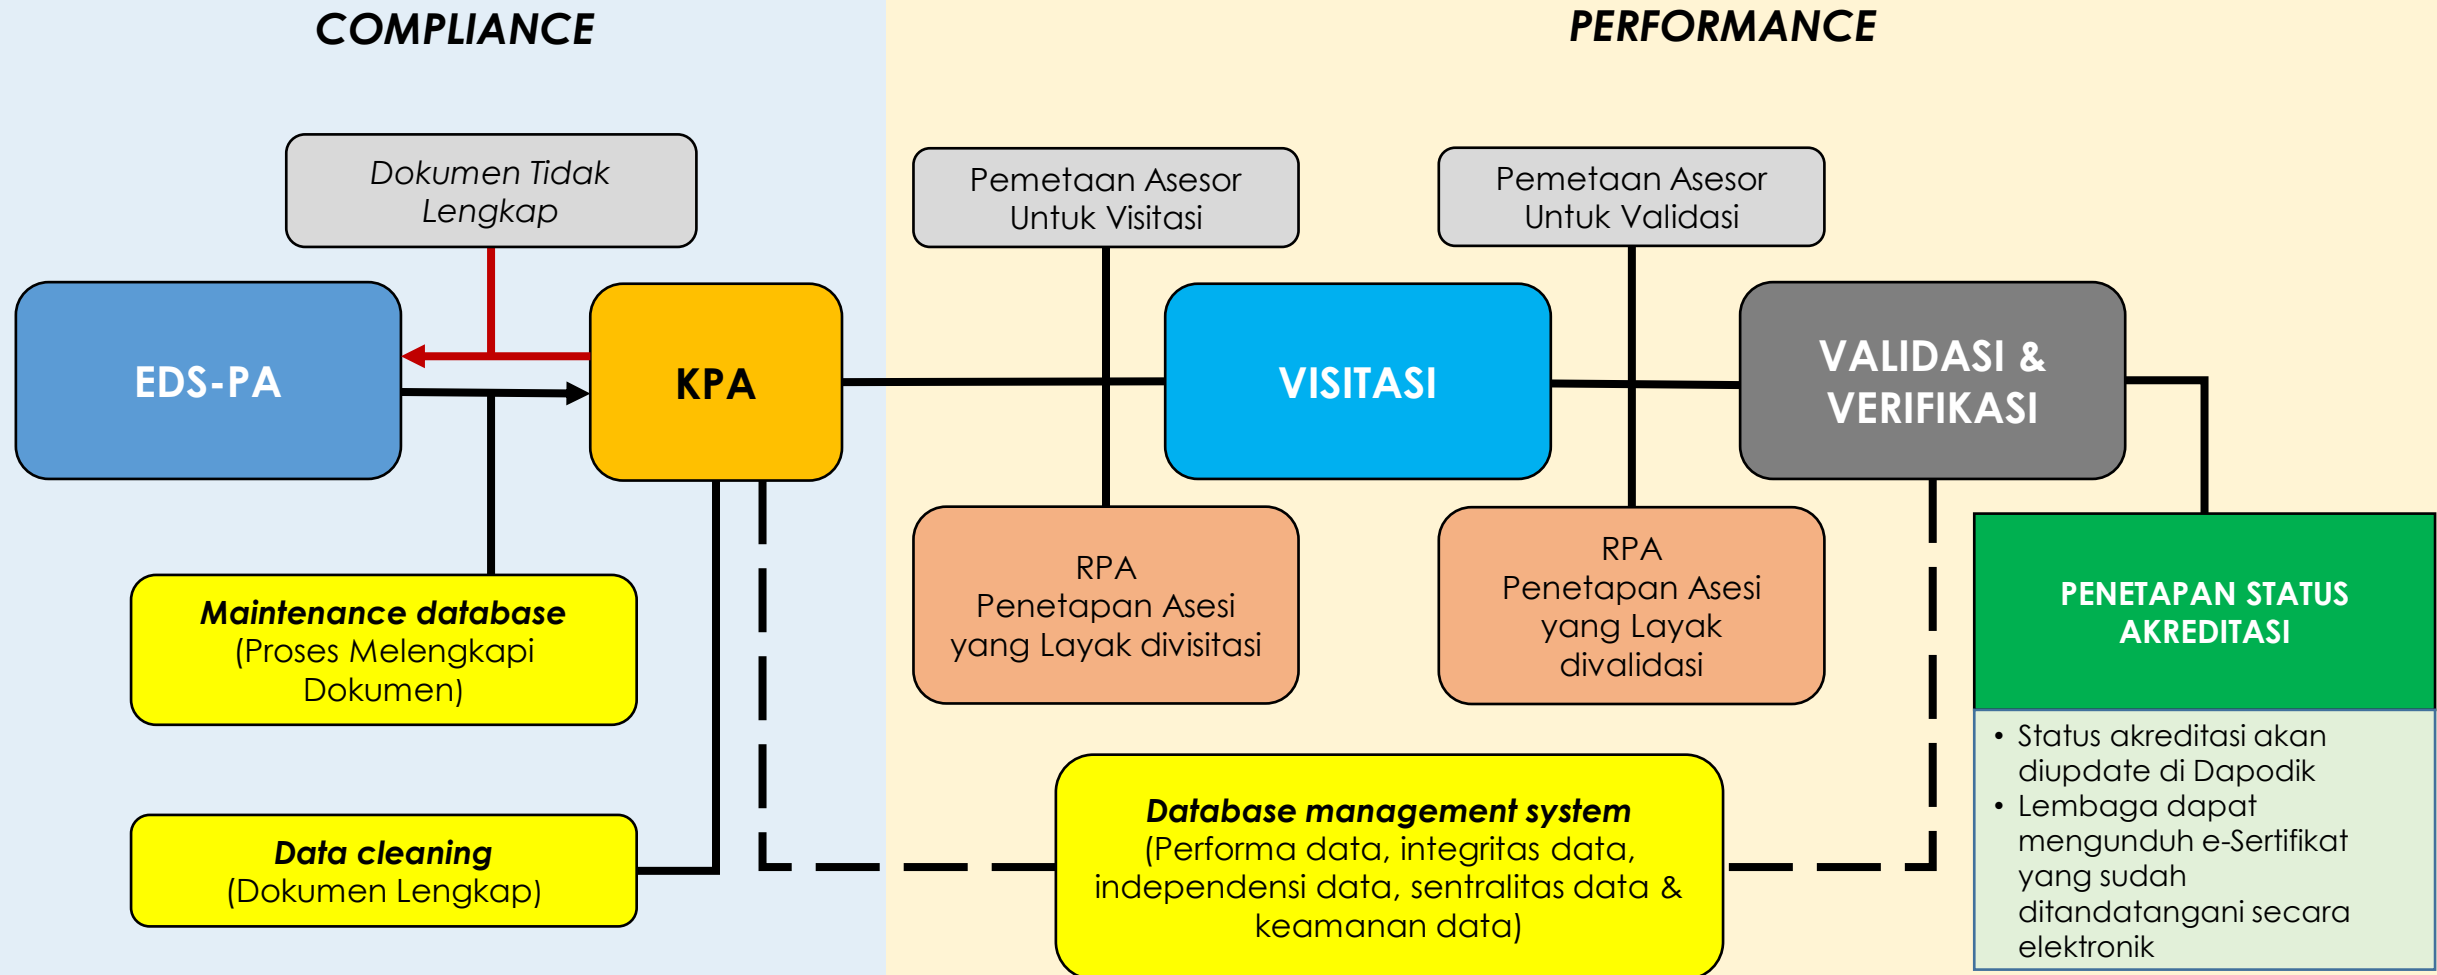 COMPLIANCE
PERFORMANCE
Dokumen Tidak
Lengkap
Pemetaan Asesor
Untuk Visitasi
Pemetaan Asesor
Untuk Validasi
EDS-PA
KPA
VISITASI
VALIDASI &
VERIFIKASI
Maintenance database
(Proses Melengkapi
Dokumen)
RPA
Penetapan Asesi
yang Layak divisitasi
RPA
Penetapan Asesi
yang Layak
divalidasi
PENETAPAN STATUS
AKREDITASI
• Status akreditasi akan
diupdate di Dapodik
• Lembaga dapat
mengunduh e-Sertifikat
yang sudah
ditandatangani secara
elektronik
Data cleaning
(Dokumen Lengkap)
Database management system
(Performa data, integritas data,
independensi data, sentralitas data &
keamanan data)